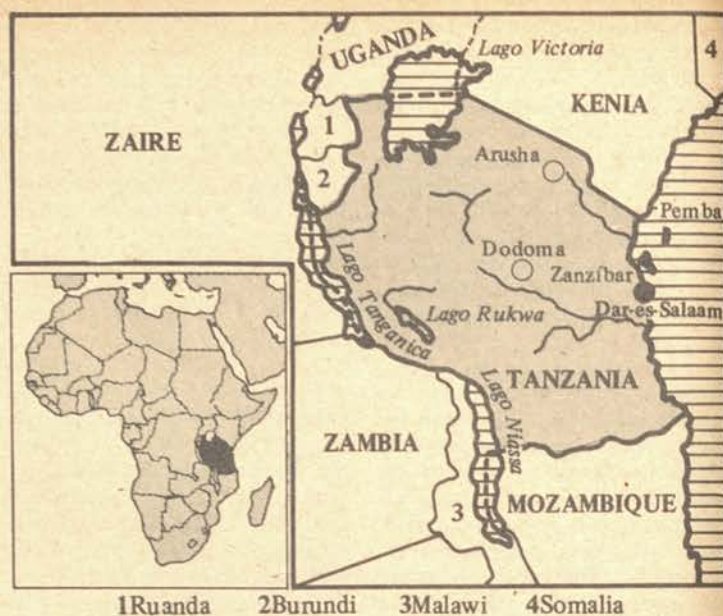 UGANDA
Lago Victoria
4
KENIA
ZAIRE
1
2
Arusha
Pemba
Dodoma
Zanzíbar
Dar-es-Salaam
Lago Tanganica
Lago Rukwa
TANZANIA
Lago Niassa
ZAMBIA
3
MOZAMBIQUE
1Ruanda 2Burundi 3Malawi 4Somalia